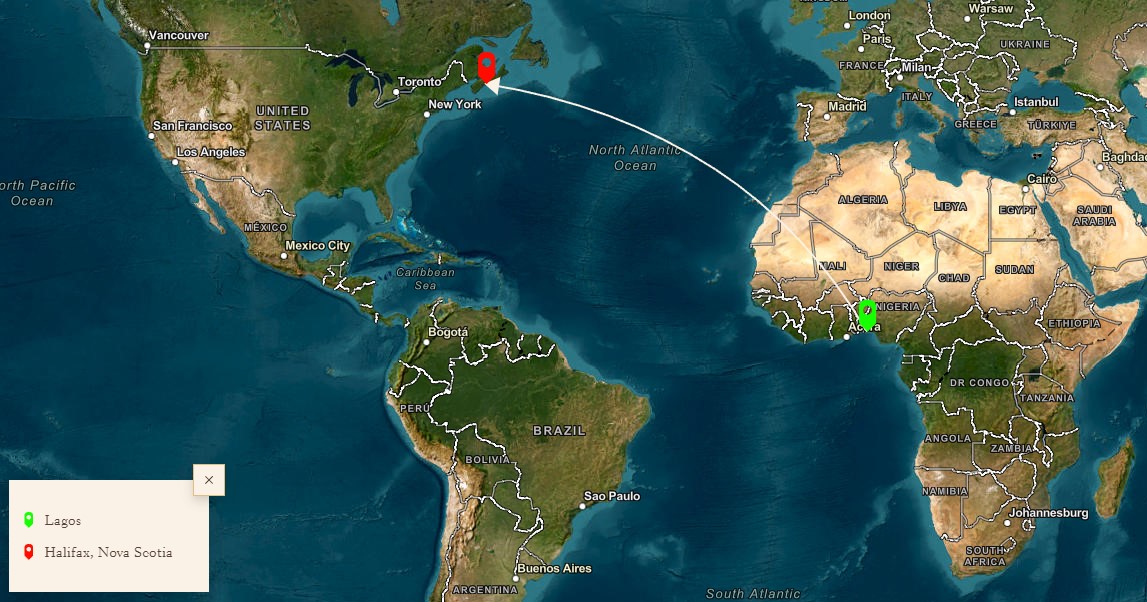 London
Warsaw
Vancouver
Paris
UKRAINE
FRANCE
Milan
Toronto
ITALY
New York
Madrid
Istanbul
UNITED
STATES
GREECE
TÜRKIYE
San Francisco
Los Angeles
North Atlantic
Ocean
Cairo
orth Pacific
Ocean
ALGERIA
LIBYA
EGYPT
SAUDI
ARABIA
MÉXICO
Mexico City
MALI
NIGER
CHAD
SUDAN
Caribbean
Sea
NIGERIA
Bogotá
Accra
ETHIOPIA
DR CONGO
TANZANIA
PERÚ
BRAZIL
ANGOLA
ZAMBIA
BOLIVIA
NAMIBIA
Sao Paulo
Johannesburg
Lagos
Halifax, Nova Scotia
SOUTH
AFRICA
Buenos Aires
ARGENTINA
South Atlantic